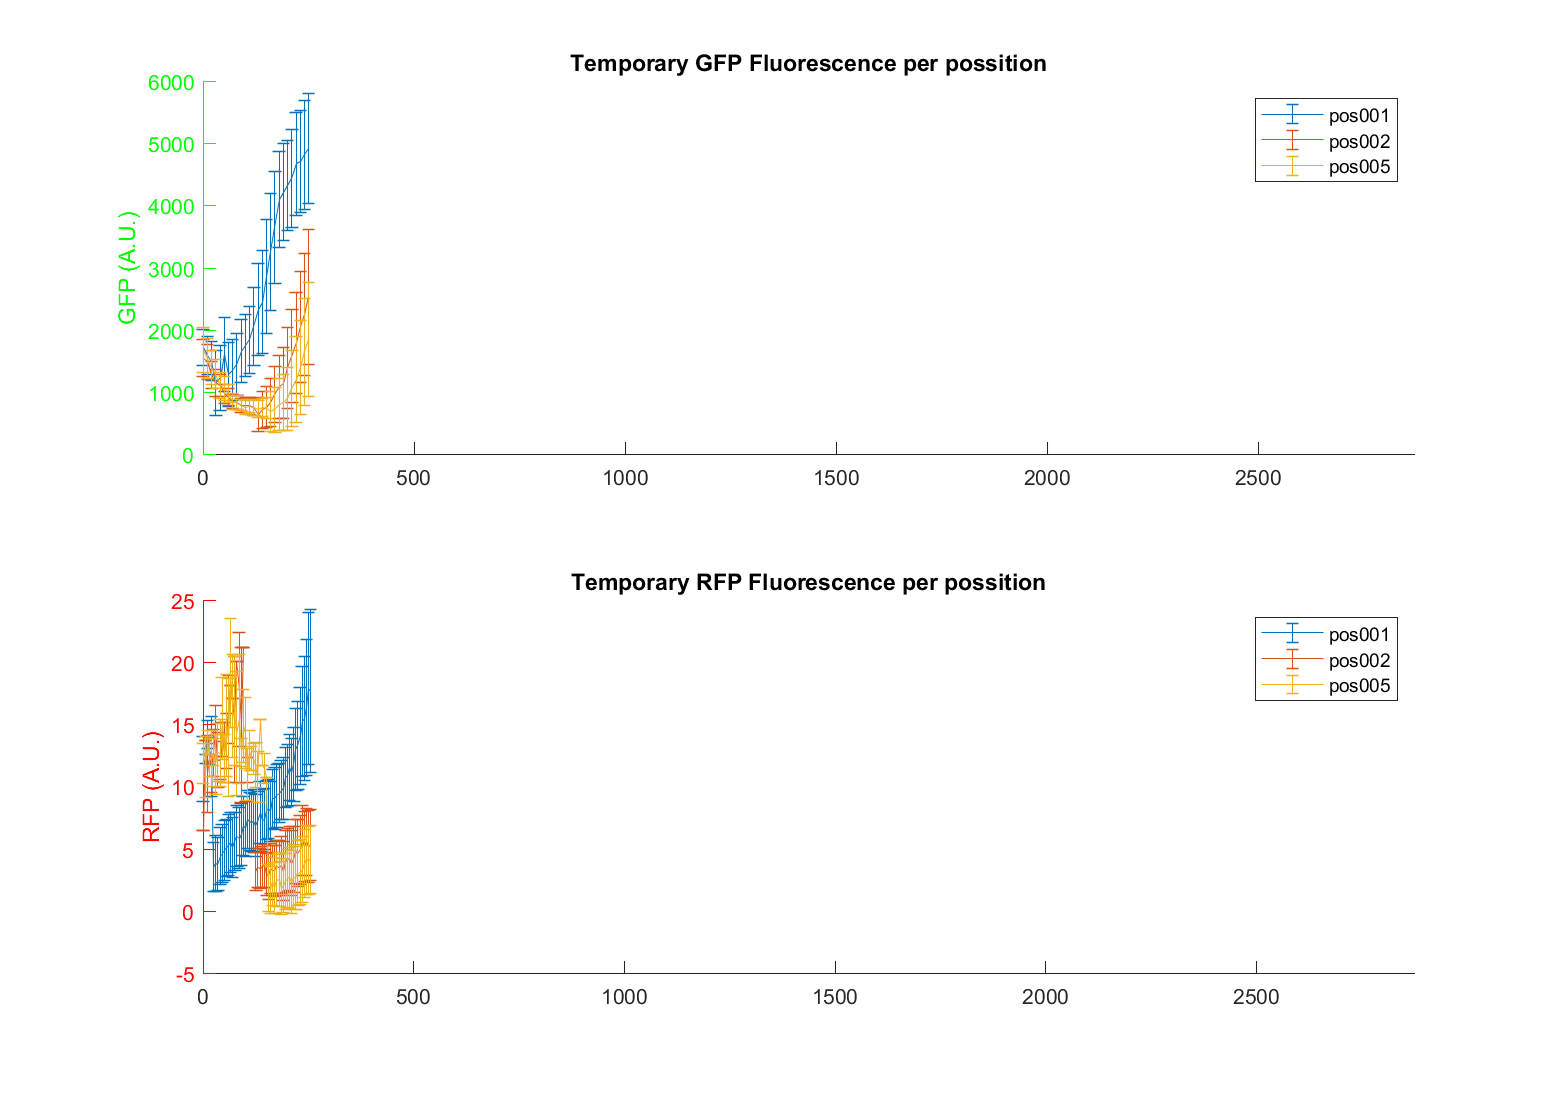 Temporary GFP Fluorescence per possition
6000
5000
4000
3000
2000
1000
0
GFP (A.U.)
0 500 1000 1500 2000 2500
pos001
pos002
pos005
Temporary RFP Fluorescence per possition
25
20
15
10
5
0
-5
RFP (A.U.)
0 500 1000 1500 2000 2500
pos001
pos002
pos005